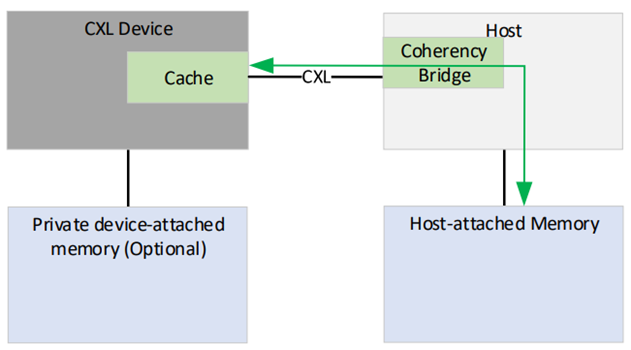 CXL Device
Host
Cache
CXL
Coherency
Bridge
Private device-attached
memory (Optional)
Host-attached Memory